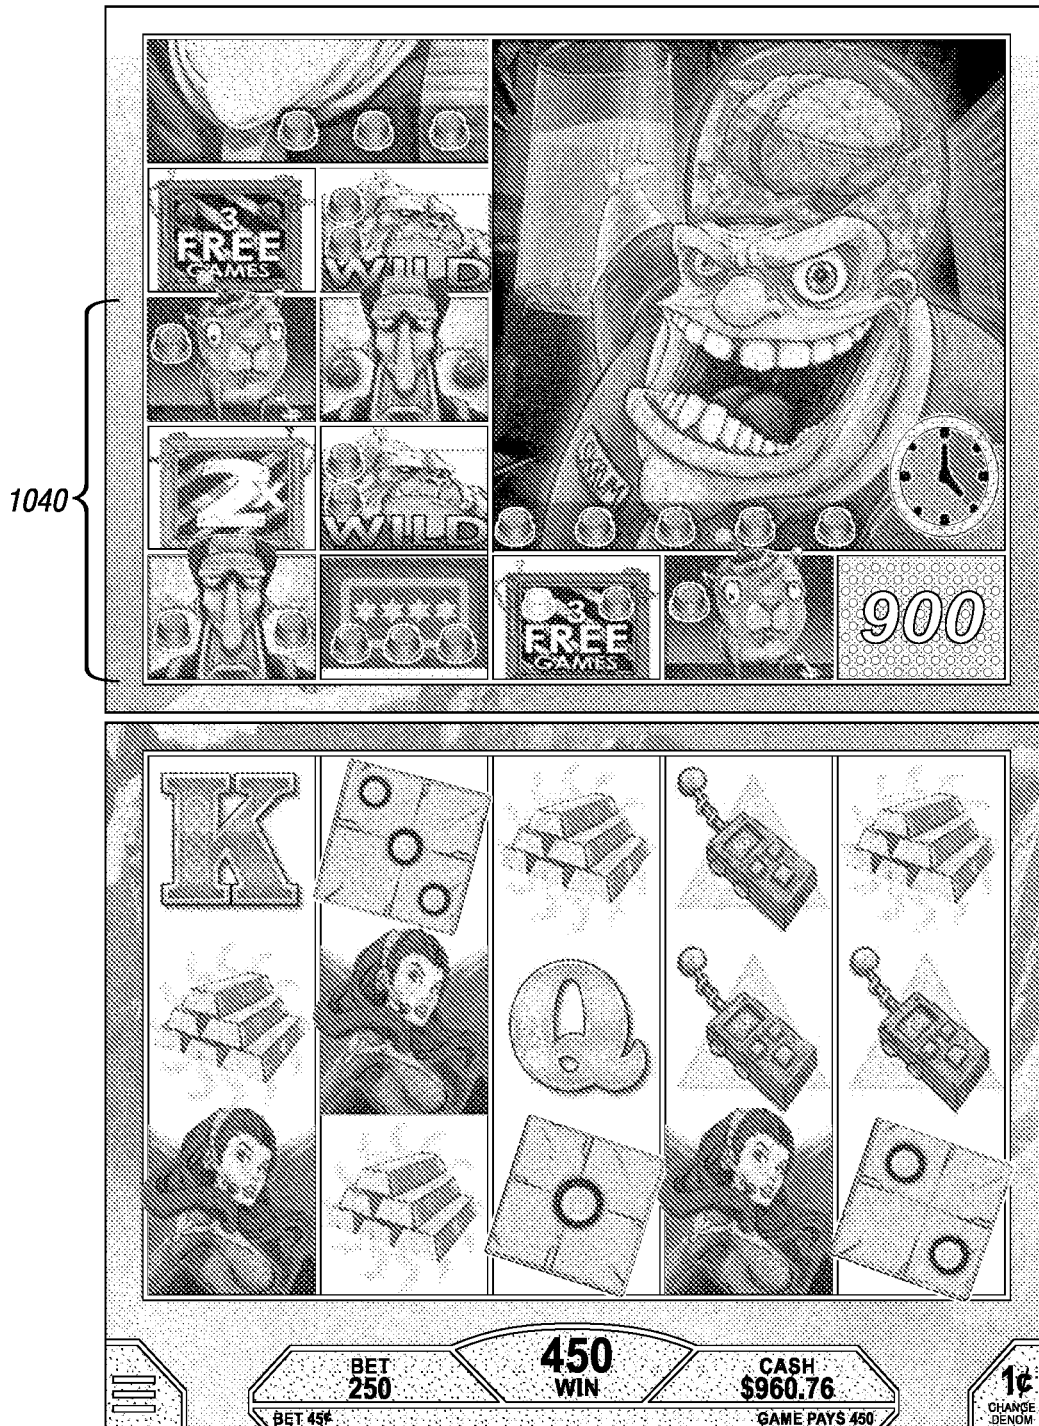 3
FREE
GAMES
WILD
1040
2x
WILD
3
FREE
GAMES
900
K
Q
BET
250
450
WIN
CASH
$960.76
1¢
CHANGE
DENOM
BET 45¢
GAME PAYS 450